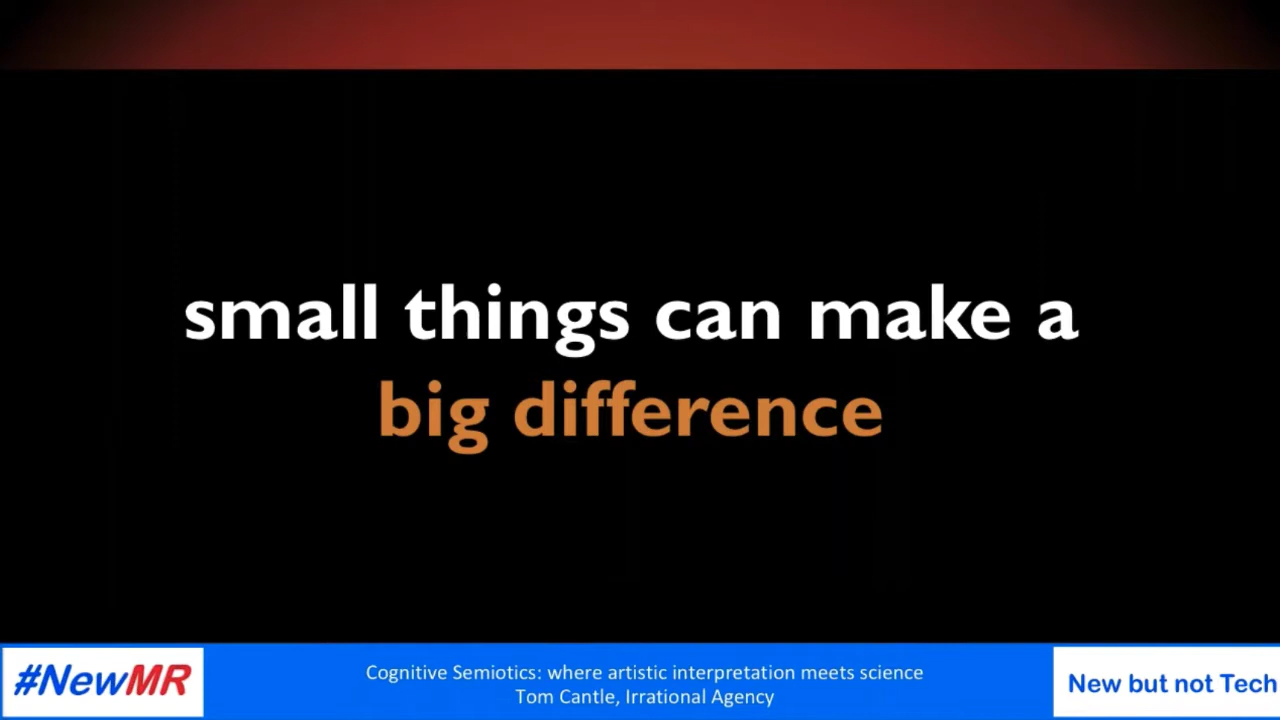 small things can make a
big difference
#NewMR
Cognitive Semiotics: where artistic interpretation meets science
Tom Cantle, Irrational Agency
New but not Tech